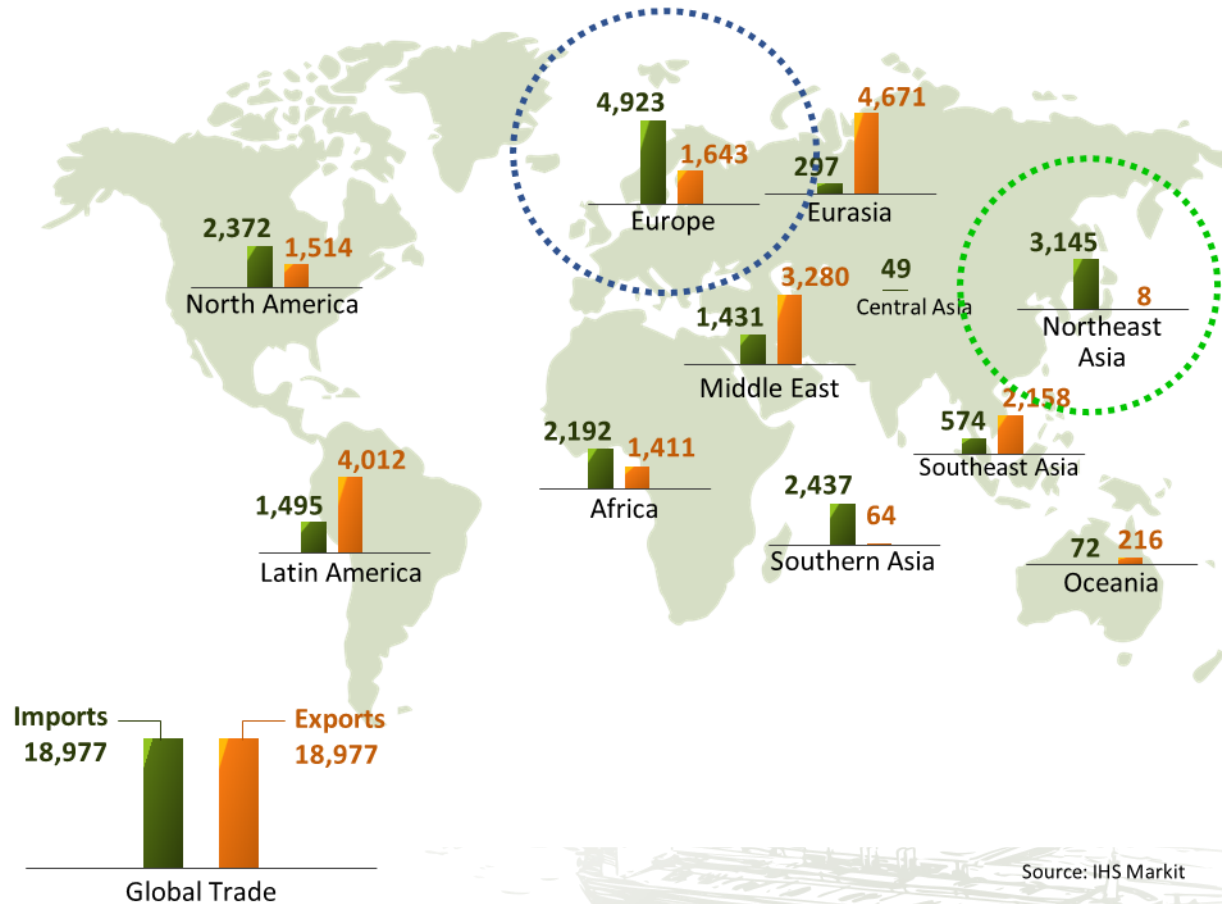 4,923
1,643
Europe
297
4,671
Eurasia
2,372
1,514
North America
3,145
8
Northeast
Asia
49
Central Asia
1,431
3,280
Middle East
574
2,158
Southeast Asia
2,192
1,411
Africa
1,495
4,012
Latin America
2,437
64
Southern Asia
72
216
Oceania
Imports
18,977
Exports
18,977
Global Trade
Source: IHS Markit